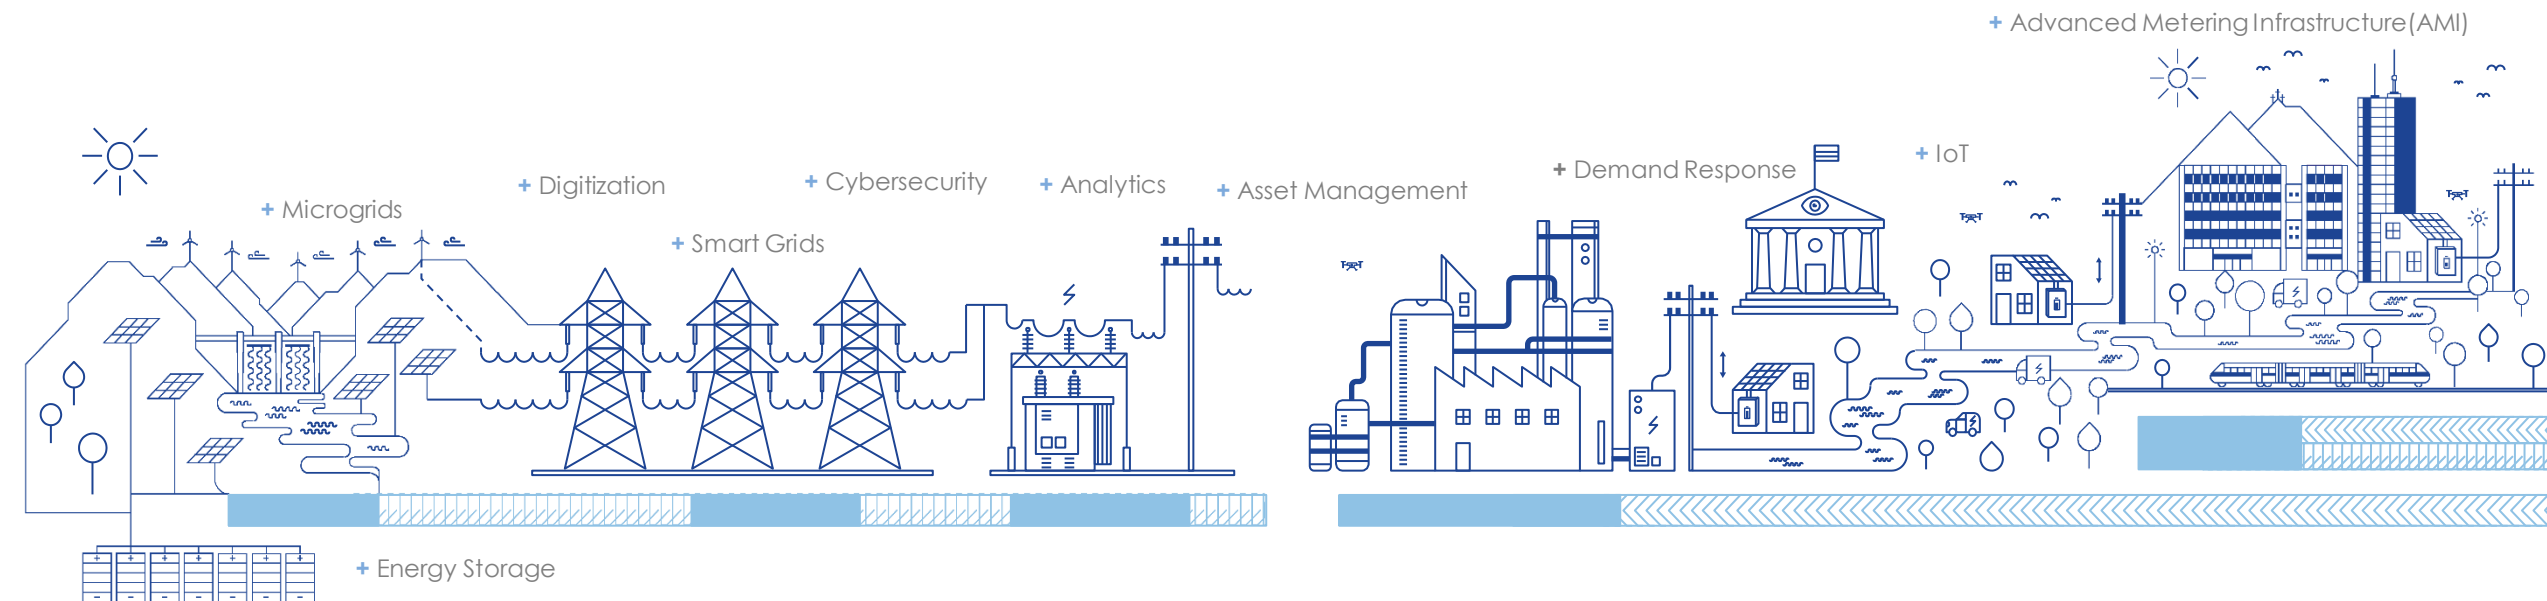 + Advanced Metering Infrastructure(AMI)
+ IoT
+ Demand Response
+ Digitization
+ Cybersecurity
+ Analytics
+ Asset Management
+ Microgrids
+ Smart Grids
+ Energy Storage